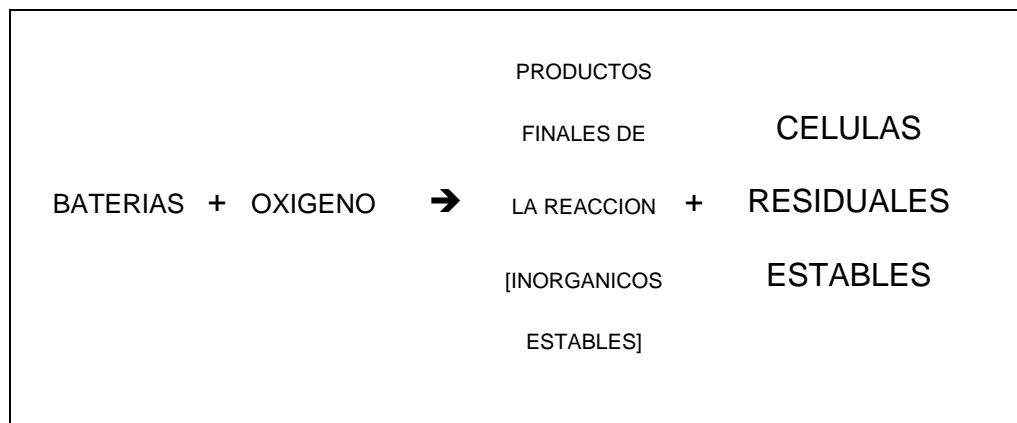 PRODUCTOS
FINALES DE
CELULAS
BATERIAS + OXIGENO ➔ LA REACCION + RESIDUALES
[INORGANICOS
ESTABLES
ESTABLES]